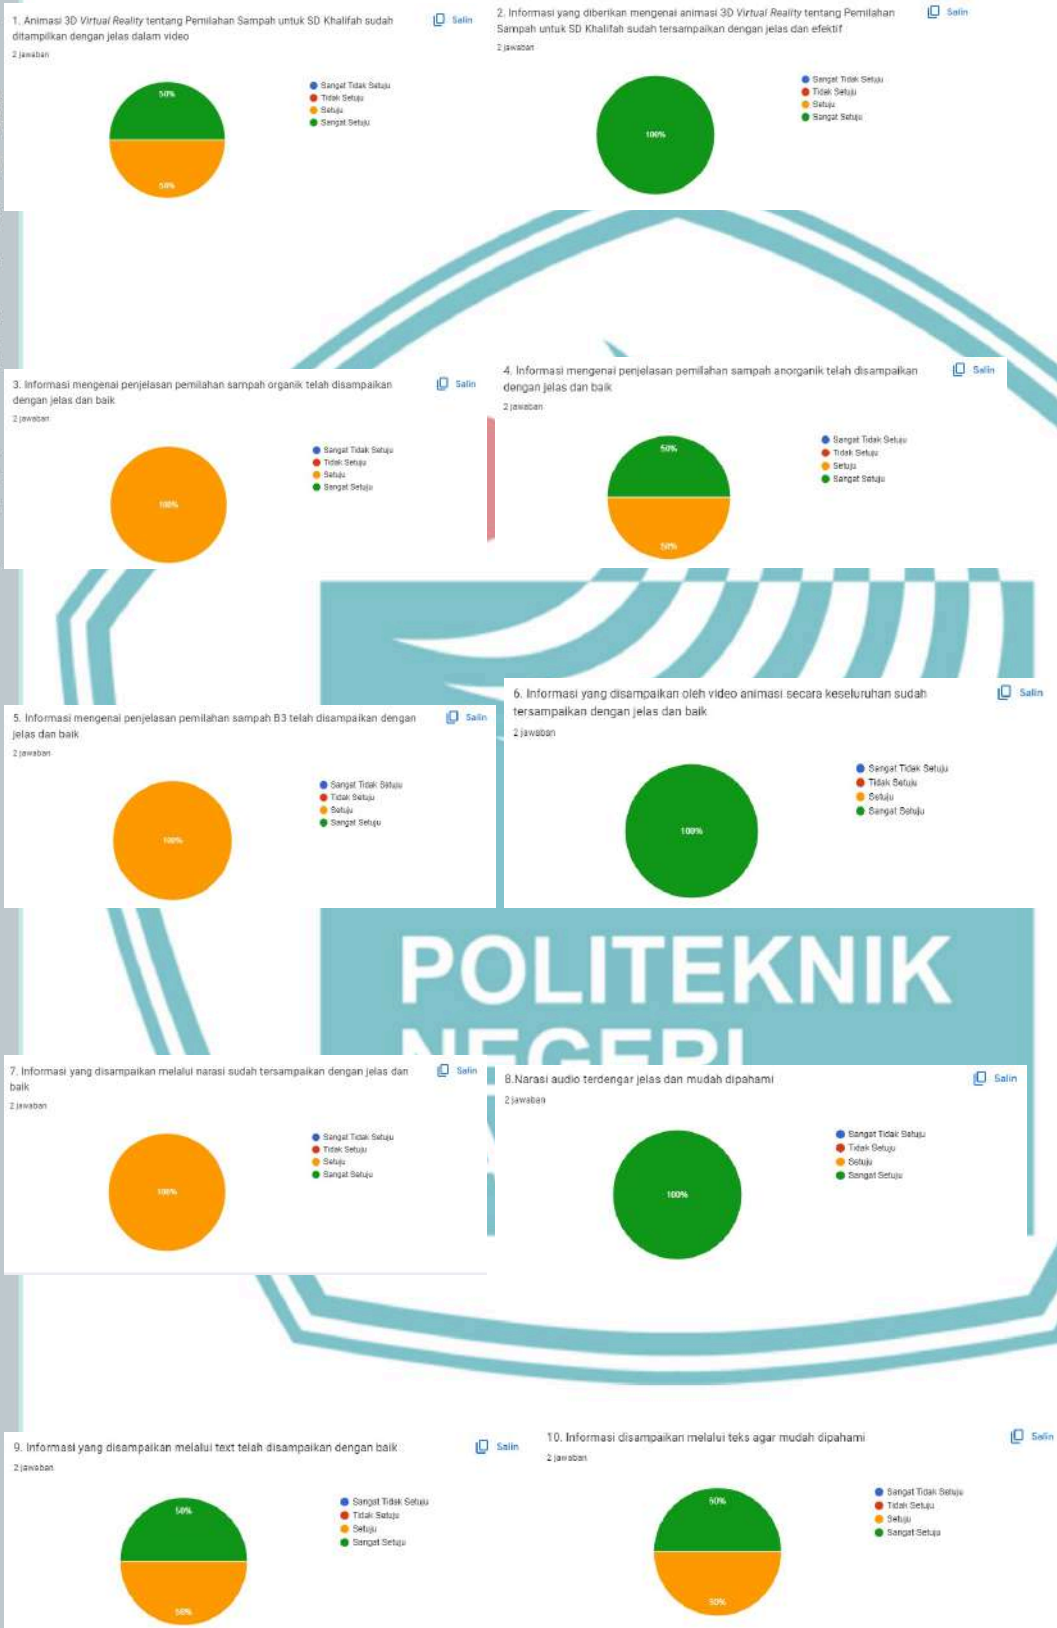 1. Animasi 3D Virtual Reality tentang Pemilahan Sampah untuk SD Khalifah sudah
ditampilkan dengan jelas dalam video
Salin
2 jawaban
50%
50%
Sangat Tidak Setuju
Tidak Setuju
Setuju
Sangat Setuju
2. Informasi yang diberikan mengenai animasi 3D Virtual Reality tentang Pemilahan
Sampah untuk SD Khalifah sudah tersampaikan dengan jelas dan efektif
Salin
2 jawaban
100%
Sangat Tidak Setuju
Tidak Setuju
Setuju
Sangat Setuju
3. Informasi mengenai penjelasan pemilahan sampah organik telah disampaikan
dengan jelas dan baik
Salin
2 jawaban
100%
Sangat Tidak Setuju
Tidak Setuju
Setuju
Sangat Setuju
4. Informasi mengenai penjelasan pemilahan sampah anorganik telah disampaikan
dengan jelas dan baik
Salin
2 jawaban
50%
50%
Sangat Tidak Setuju
Tidak Setuju
Setuju
Sangat Setuju
5. Informasi mengenai penjelasan pemilahan sampah B3 telah disampaikan dengan
jelas dan baik
Salin
2 jawaban
100%
Sangat Tidak Setuju
Tidak Setuju
Setuju
Sangat Setuju
6. Informasi yang disampaikan oleh video animasi secara keseluruhan sudah
tersampaikan dengan jelas dan baik
Salin
2 jawaban
100%
Sangat Tidak Setuju
Tidak Setuju
Setuju
Sangat Setuju
POLITEKNIK
NEGERI
7. Informasi yang disampaikan melalui narasi sudah tersampaikan dengan jelas dan
baik
Salin
2 jawaban
100%
Sangat Tidak Setuju
Tidak Setuju
Setuju
Sangat Setuju
8.Narasi audio terdengar jelas dan mudah dipahami
Salin
2 jawaban
100%
Sangat Tidak Setuju
Tidak Setuju
Setuju
Sangat Setuju
9. Informasi yang disampaikan melalui text telah disampaikan dengan baik
Salin
2 jawaban
50%
50%
Sangat Tidak Setuju
Tidak Setuju
Setuju
Sangat Setuju
10. Informasi disampaikan melalui teks agar mudah dipahami
Salin
2 jawaban
50%
50%
Sangat Tidak Setuju
Tidak Setuju
Setuju
Sangat Setuju